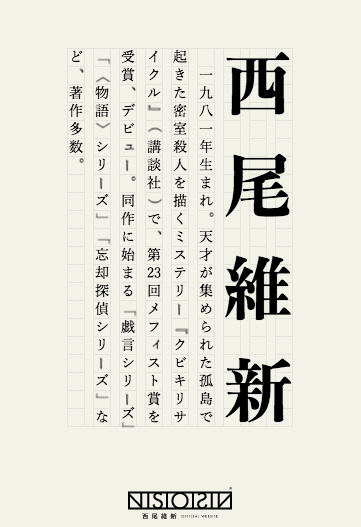 西尾維新
一九八一年生まれ。天才が集められた孤島で
起きた密室殺人を描くミステリー『クビキリサ
イクル』(講談社)で、第23回メフィスト賞を
受賞、デビュー。同作に始まる「戯言シリーズ」
「〈物語〉シリーズ」「忘却探偵シリーズ」な
ど、著作多数。
NISIOISIN
西尾維新 OFFICIAL WEBSITE